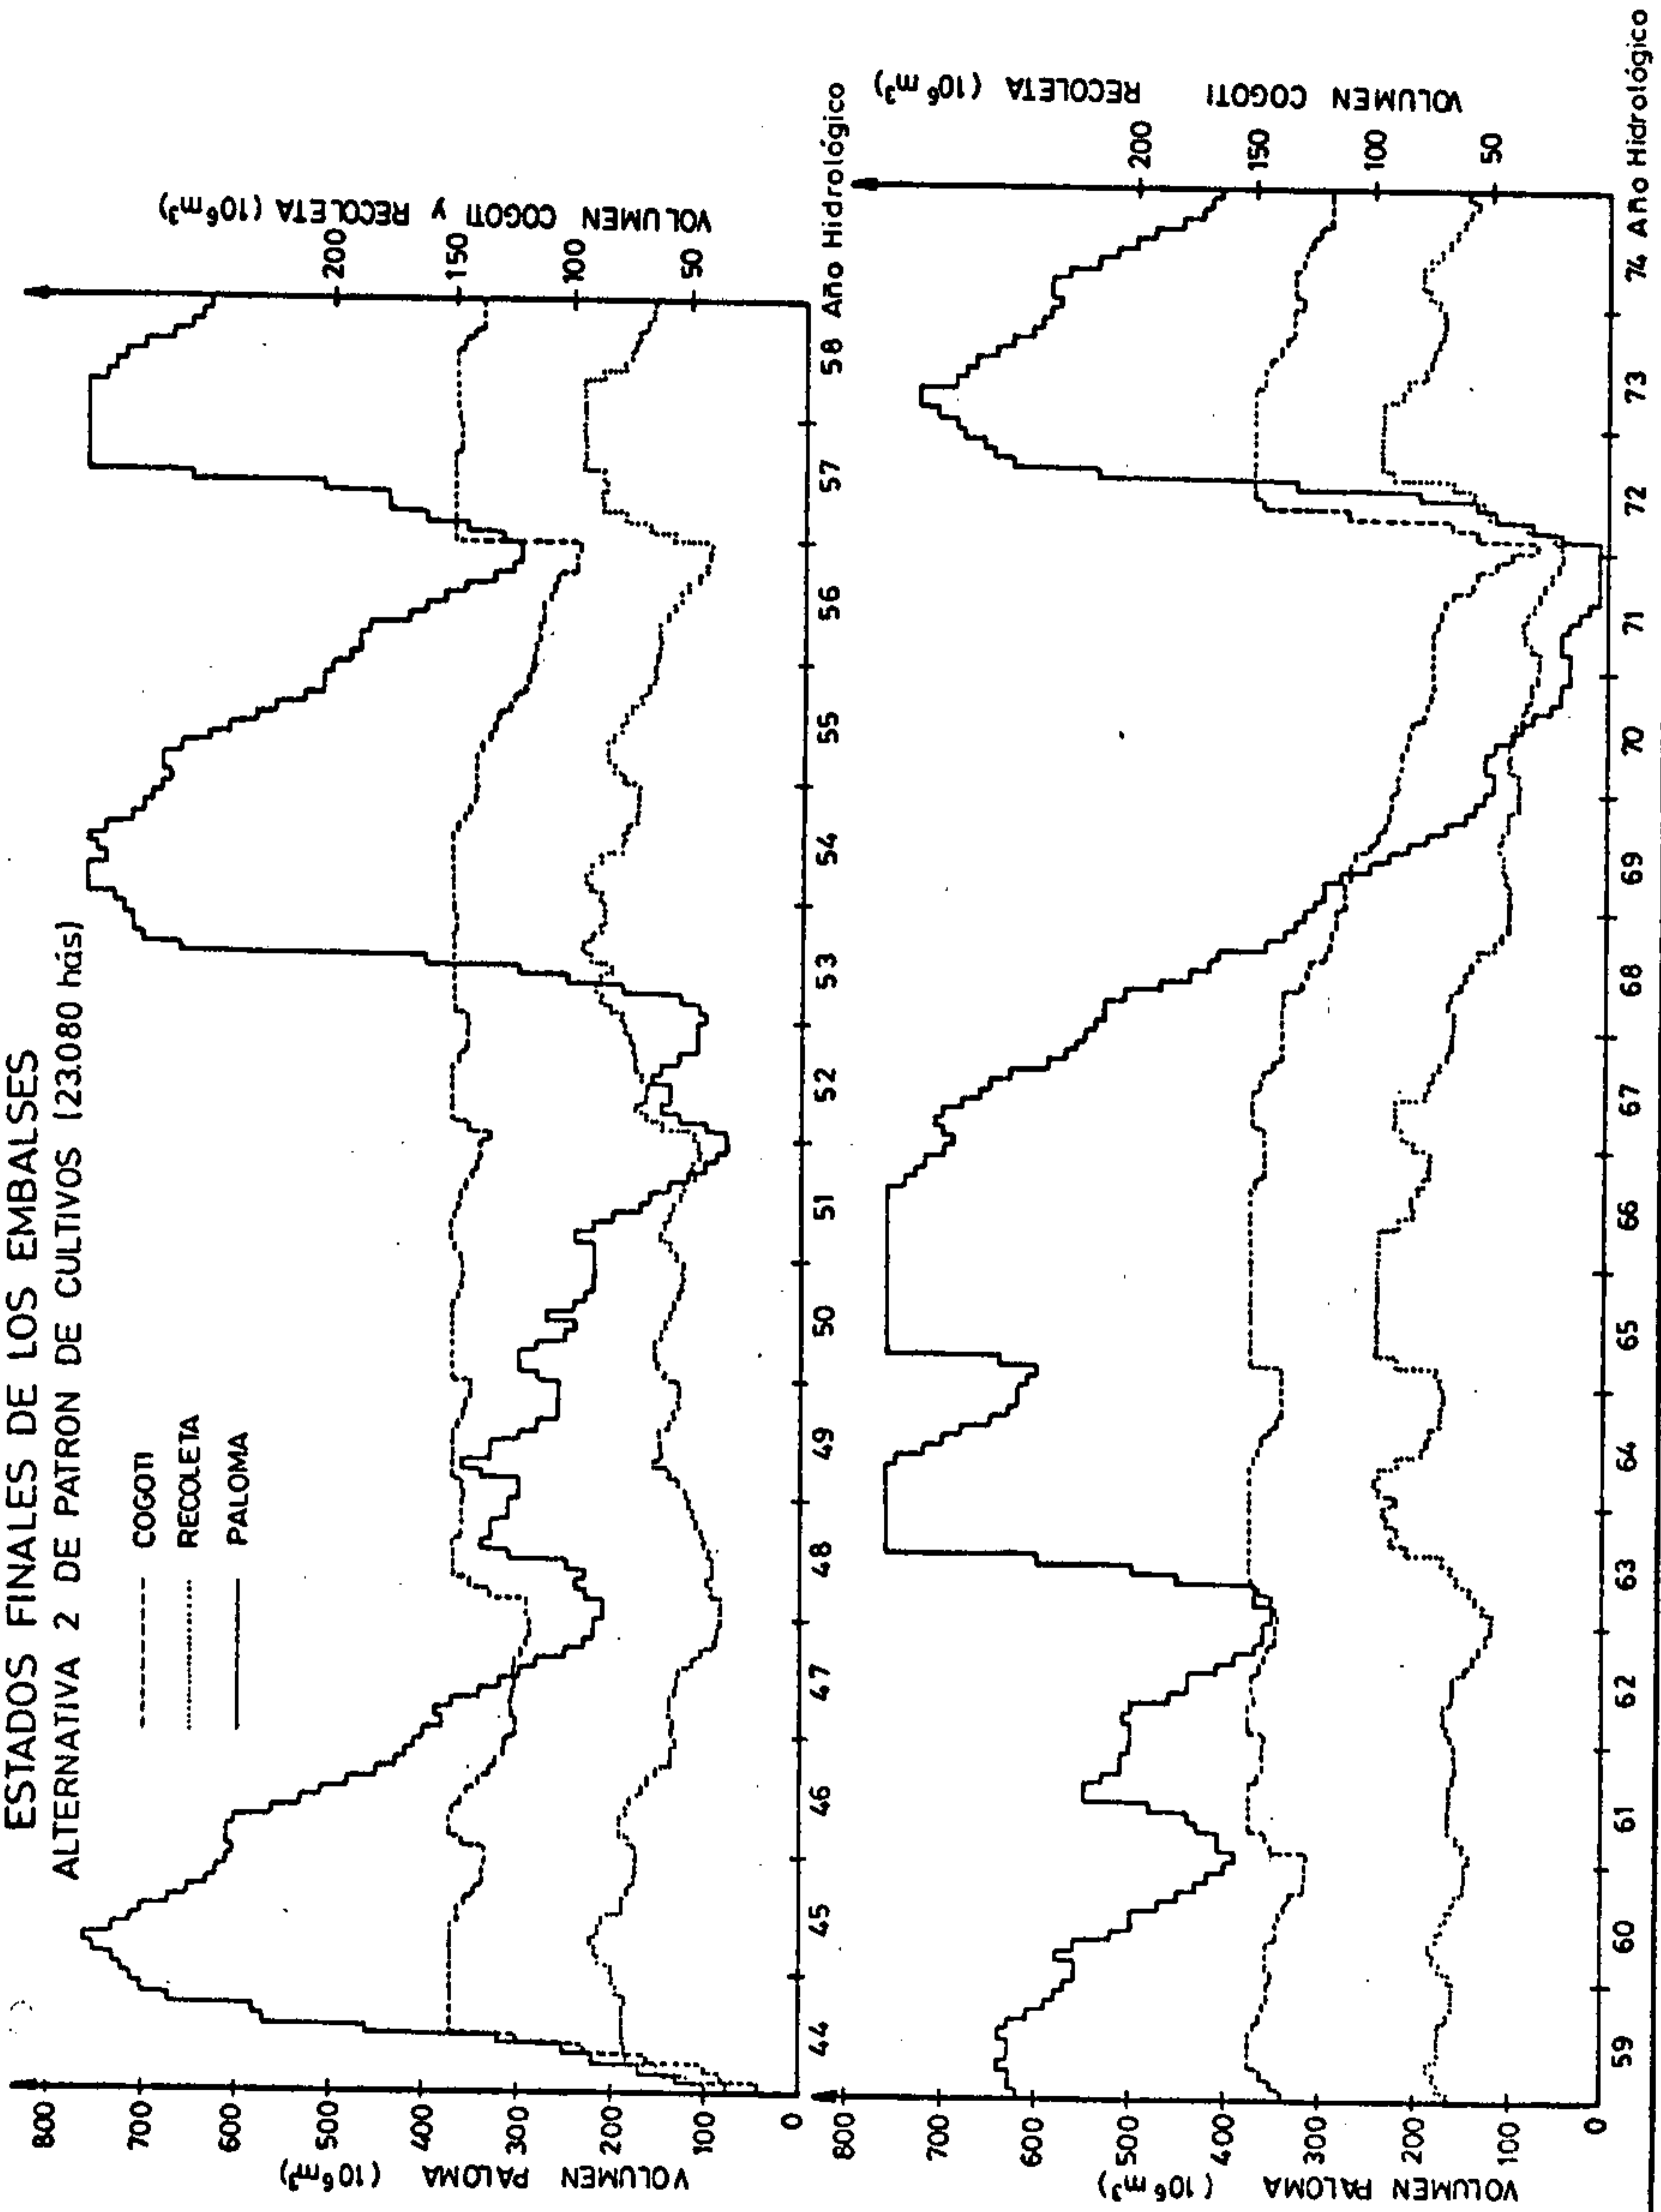 ESTADOS FINALES DE LOS EMBALSES
ALTERNATIVA 2 DE PATRON DE CULTIVOS (23.080 hás)
COGOTI
RECOLETA
PALOMA
VOLUMEN PALOMA
(10⁶m³)
800
700
600
500
400
300
200
100
0
VOLUMEN COGOTI y RECOLETA (10⁶m³)
200
150
100
50
44 45 46 47 48 49 50 51 52 53 54 55 56 57 58 Año Hidrológico
VOLUMEN PALOMA
(10⁶m³)
800
700
600
500
400
300
200
100
0
VOLUMEN COGOTI RECOLETA (10⁶m³)
200
150
100
50
59 60 61 62 63 64 65 66 67 68 69 70 71 72 73 74 Año Hidrológico